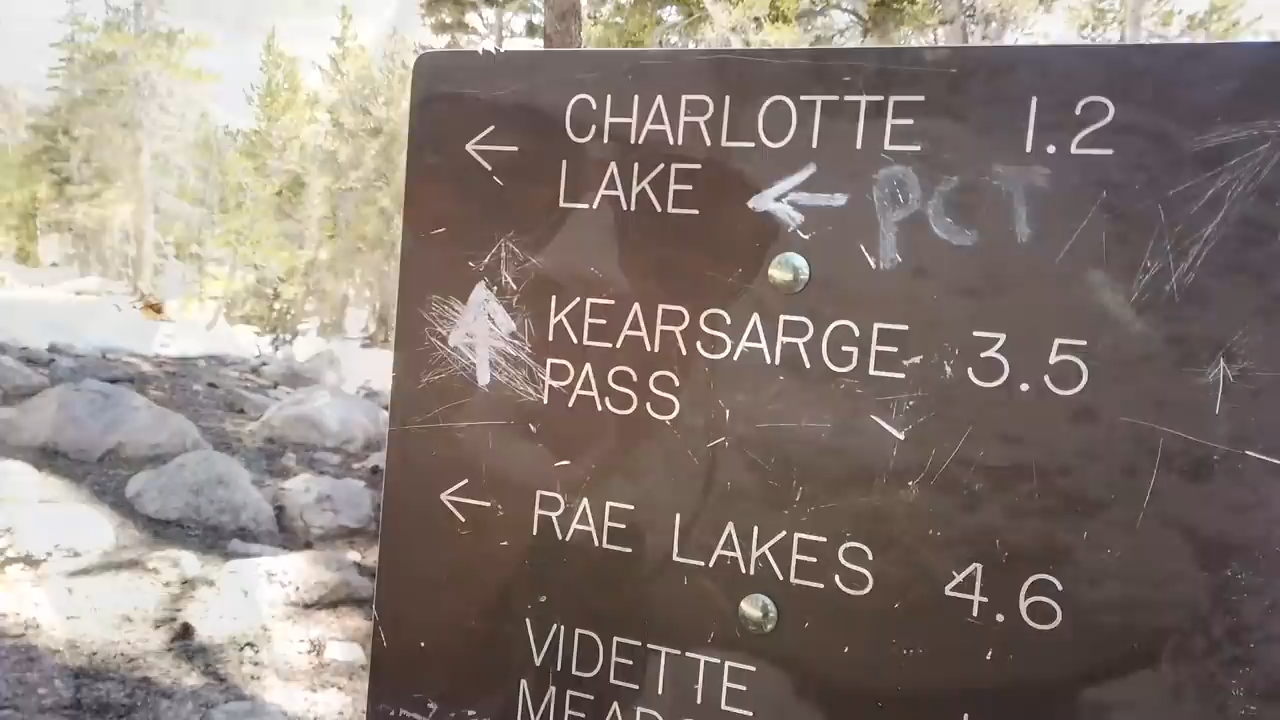 ← CHARLOTTE 1.2
LAKE ← PCT
↑ KEARSARGE 3.5
PASS
← RAE LAKES 4.6
VIDETTE